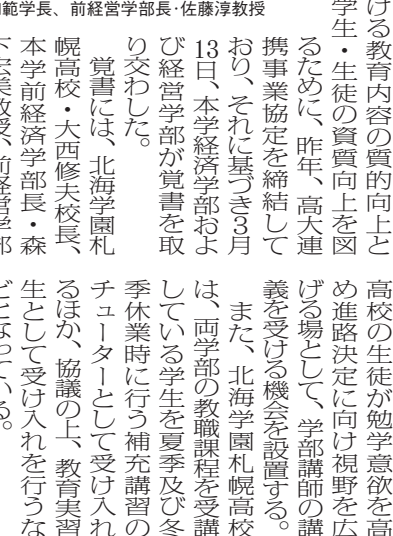 和範学長、前経営学部長・佐藤淳教授
ける教育内容の質的向上と
学生・生徒の資質向上を図
るために、昨年、高大連
携事業協定を締結して
おり、それに基づき3月
13日、本学経済学部およ
び経営学部が覚書を取
り交わした。
覚書には、北海学園札
幌高校・大西修夫校長、
本学前経済学部長・森
下宏美教授、前経営学部
高校の生徒が勉学意欲を高
め進路決定に向け視野を広
げる場として、学部講師の講
義を受ける機会を設置する。
また、北海学園札幌高校
は、両学部の教職課程を受講
している学生を夏季及び冬
季休業時に行う補充講習の
チューターとして受け入れ
るほか、協議の上、教育実習
生として受け入れを行うな
どとなっている。